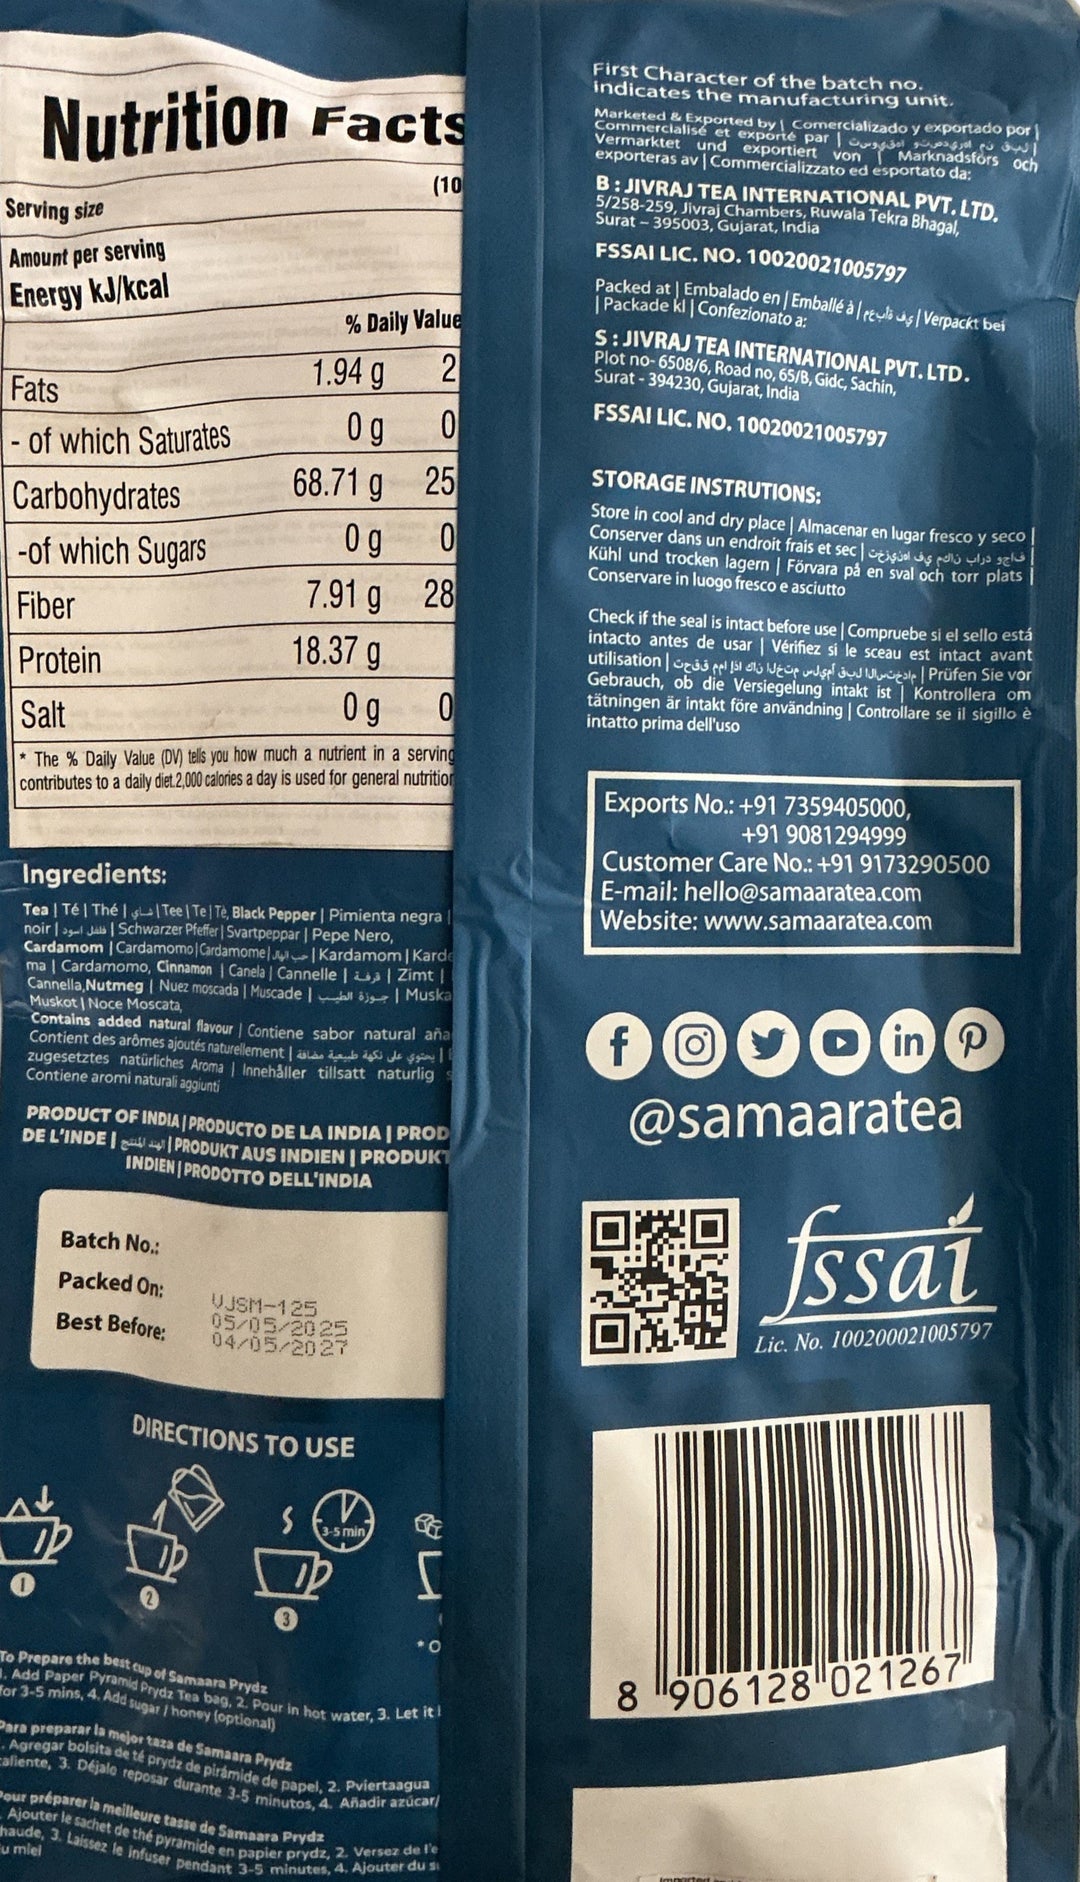 Nutrition Facts
Serving size (10
Amount per serving
Energy kJ/kcal
% Daily Value
Fats 1.94 g 2
- of which Saturates 0 g 0
Carbohydrates 68.71 g 25
-of which Sugars 0 g 0
Fiber 7.91 g 28
Protein 18.37 g
Salt 0 g 0
* The % Daily Value (DV) tells you how much a nutrient in a serving
contributes to a daily diet.2,000 calories a day is used for general nutrition
Ingredients:
Tea | Té | Thé | | Tee | Te | Tè, Black Pepper | Pimienta negra |
noir | | Schwarzer Pfeffer | Svartpeppar | Pepe Nero,
Cardamom | Cardamomo | Cardamome | | Kardamom | Karde
ma | Cardamomo, Cinnamon | Canela | Cannelle | قرفة | Zimt |
Cannella,Nutmeg | Nuez moscada | Muscade | جوزة الطيب | Muska
Muskot | Noce Moscata,
Contains added natural flavour | Contiene sabor natural aña
Contient des arômes ajoutés naturellement | يحتوي على نكهة طبيعية مضافة |
zugesetztes natürliches Aroma | Innehåller tillsatt naturlig s
Contiene aromi naturali aggiunti
PRODUCT OF INDIA | PRODUCTO DE LA INDIA | PROD
DE L'INDE | | PRODUKT AUS INDIEN | PRODUKT
INDIEN | PRODOTTO DELL'INDIA
Batch No.: VJSM-125
Packed On: 05/05/2025
Best Before: 04/05/2027
DIRECTIONS TO USE
3-5 min
1
2
3
*O
To Prepare the best cup of Samaara Prydz
1. Add Paper Pyramid Prydz Tea bag, 2. Pour in hot water, 3. Let it
for 3-5 mins, 4. Add sugar / honey (optional)
Para preparar la mejor taza de Samaara Prydz
. Agregar bolsita de té prydz de pirámide de papel, 2. Pviertaagua
caliente, 3. Déjalo reposar durante 3-5 minutos, 4. Añadir azúcar/
Pour préparer la meilleure tasse de Samaara Prydz
. Ajouter le sachet de thé pyramide en papier prydz, 2. Versez de l'e
haude, 3. Laissez le infuser pendant 3-5 minutes, 4. Ajouter du su
u miel
First Character of the batch no.
indicates the manufacturing unit.
Marketed & Exported by | Comercializado y exportado por |
Commercialisé et exporté par | |
Vermarktet und exportiert von | Marknadsförs och
exporteras av | Commercializzato ed esportato da:
B : JIVRAJ TEA INTERNATIONAL PVT. LTD.
5/258-259, Jivraj Chambers, Ruwala Tekra Bhagal,
Surat – 395003, Gujarat, India
FSSAI LIC. NO. 10020021005797
Packed at | Embalado en | Emballé à | | Verpackt bei
| Packade kl | Confezionato a:
S : JIVRAJ TEA INTERNATIONAL PVT. LTD.
Plot no- 6508/6, Road no, 65/B, Gidc, Sachin,
Surat - 394230, Gujarat, India
FSSAI LIC. NO. 10020021005797
STORAGE INSTRUTIONS:
Store in cool and dry place | Almacenar en lugar fresco y seco |
Conserver dans un endroit frais et sec | |
Kühl und trocken lagern | Förvara på en sval och torr plats |
Conservare in luogo fresco e asciutto
Check if the seal is intact before use | Compruebe si el sello está
intacto antes de usar | Vérifiez si le sceau est intact avant
utilisation | | Prüfen Sie vor
Gebrauch, ob die Versiegelung intakt ist | Kontrollera om
tätningen är intakt före användning | Controllare se il sigillo è
intatto prima dell'uso
Exports No.: +91 7359405000,
+91 9081294999
Customer Care No.: +91 9173290500
E-mail: hello@samaaratea.com
Website: www.samaaratea.com
@samaaratea
fssai
Lic. No. 100200021005797
8 906128 021267